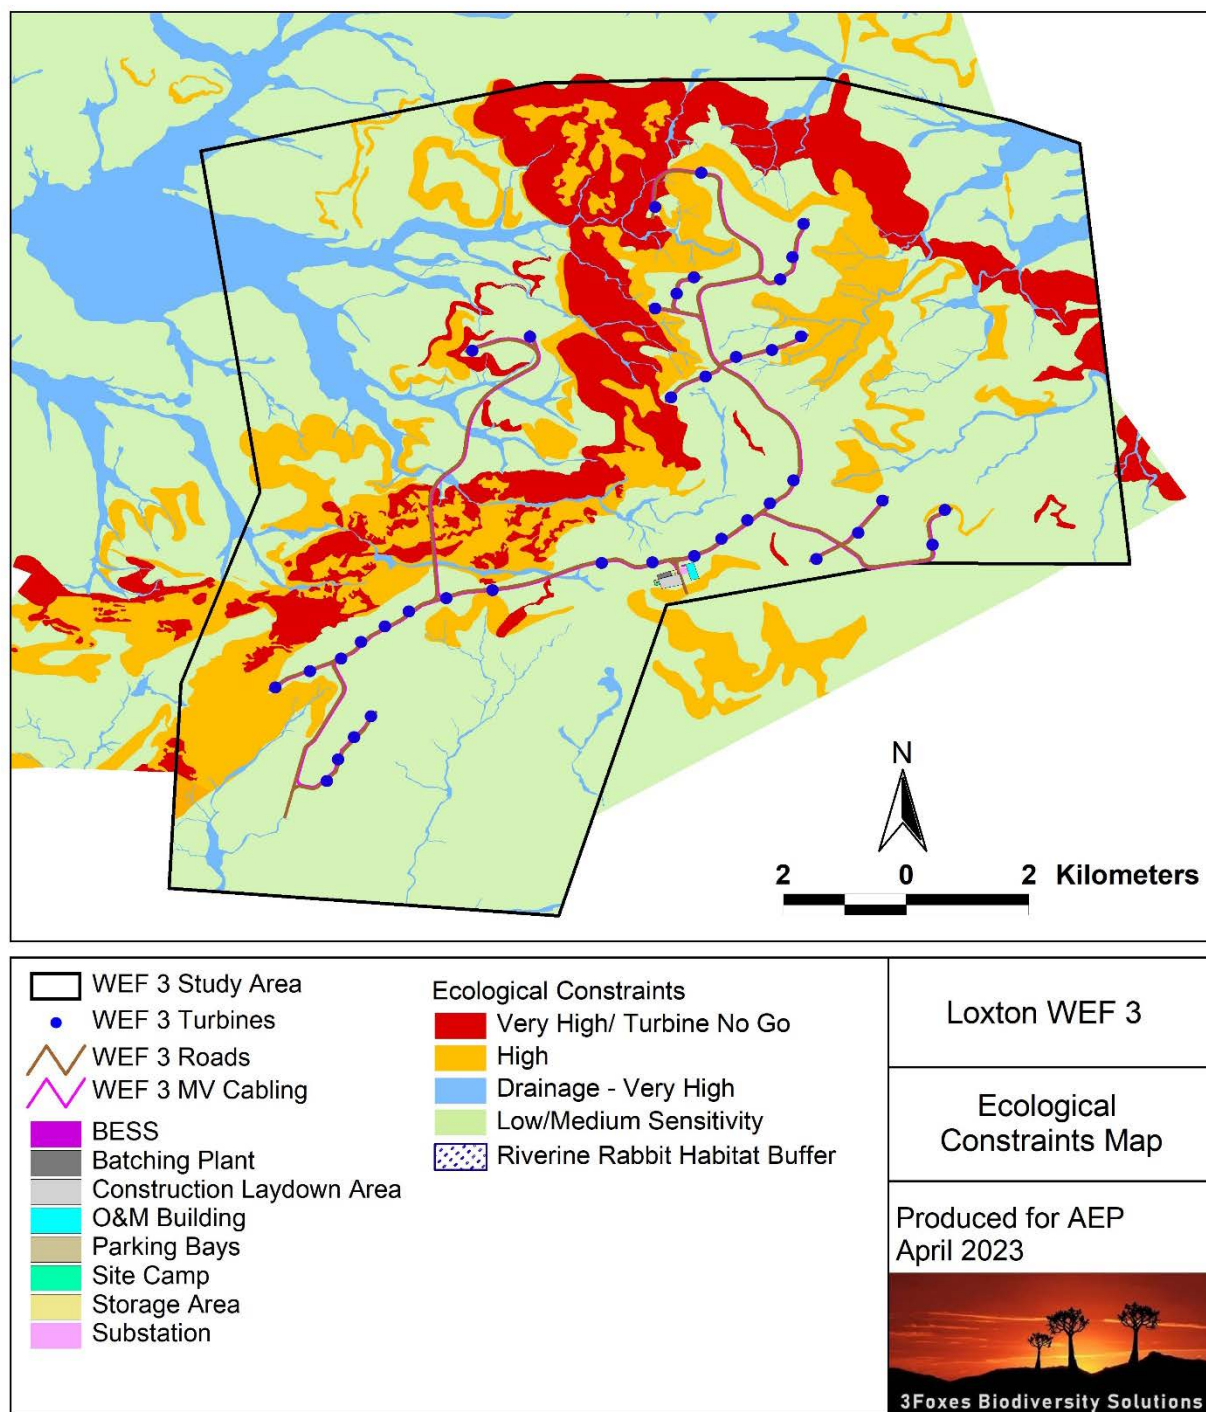 N
2 0 2 Kilometers
WEF 3 Study Area
WEF 3 Turbines
WEF 3 Roads
WEF 3 MV Cabling
BESS
Batching Plant
Construction Laydown Area
O&M Building
Parking Bays
Site Camp
Storage Area
Substation
Ecological Constraints
Very High/ Turbine No Go
High
Drainage - Very High
Low/Medium Sensitivity
Riverine Rabbit Habitat Buffer
Loxton WEF 3
Ecological
Constraints Map
Produced for AEP
April 2023
3Foxes Biodiversity Solutions